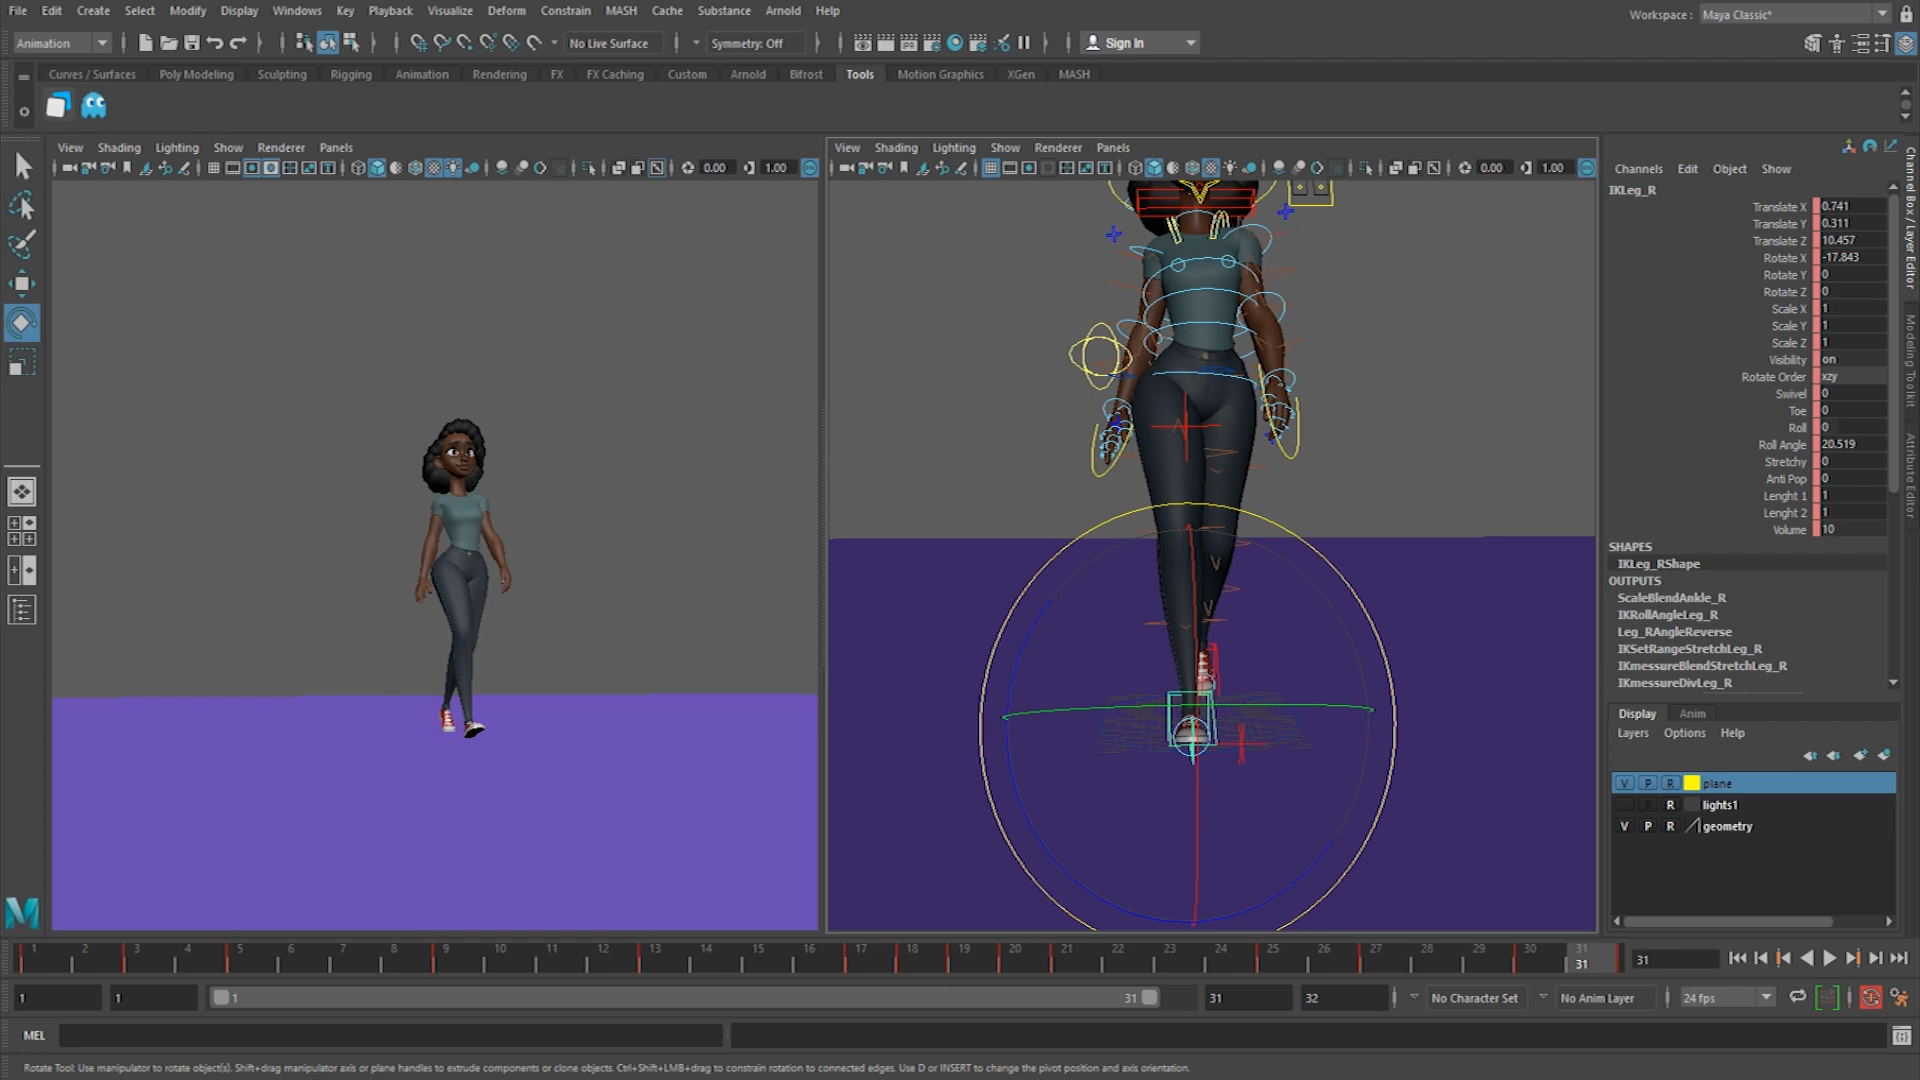 File Edit Create Select Modify Display Windows Key Playback Visualize Deform Constrain MASH Cache Substance Arnold Help
Workspace : Maya Classic*
Animation No Live Surface Symmetry: Off Sign In
Curves / Surfaces Poly Modeling Sculpting Rigging Animation Rendering FX FX Caching Custom Arnold Bifrost Tools Motion Graphics XGen MASH
View Shading Lighting Show Renderer Panels
0.00 1.00
View Shading Lighting Show Renderer Panels
0.00 1.00
Channels Edit Object Show
IKLeg_R
Translate X 0.741
Translate Y 0.311
Translate Z 10.457
Rotate X -17.843
Rotate Y 0
Rotate Z 0
Scale X 1
Scale Y 1
Scale Z 1
Visibility on
Rotate Order xzy
Swivel 0
Toe 0
Roll 0
Roll Angle 20.519
Stretchy 0
Anti Pop 0
Lenght 1 1
Lenght 2 1
Volume 10
SHAPES
IKLeg_RShape
OUTPUTS
ScaleBlendAnkle_R
IKRollAngleLeg_R
Leg_RAngleReverse
IKSetRangeStretchLeg_R
IKmessureBlendStretchLeg_R
IKmessureDivLeg_R
Display Anim
Layers Options Help
V P R plane
R lights1
V P R geometry
Channel Box / Layer Editor
Modeling Toolkit
Attribute Editor
1 2 3 4 5 6 7 8 9 10 11 12 13 14 15 16 17 18 19 20 21 22 23 24 25 26 27 28 29 30 31
31 31
1 1 1 31 31 32 No Character Set No Anim Layer 24 fps
MEL
Rotate Tool: Use manipulator to rotate object(s). Shift+drag manipulator axis or plane handles to extrude components or clone objects. Ctrl+Shift+LMB+drag to constrain rotation to connected edges. Use D or INSERT to change the pivot position and axis orientation.